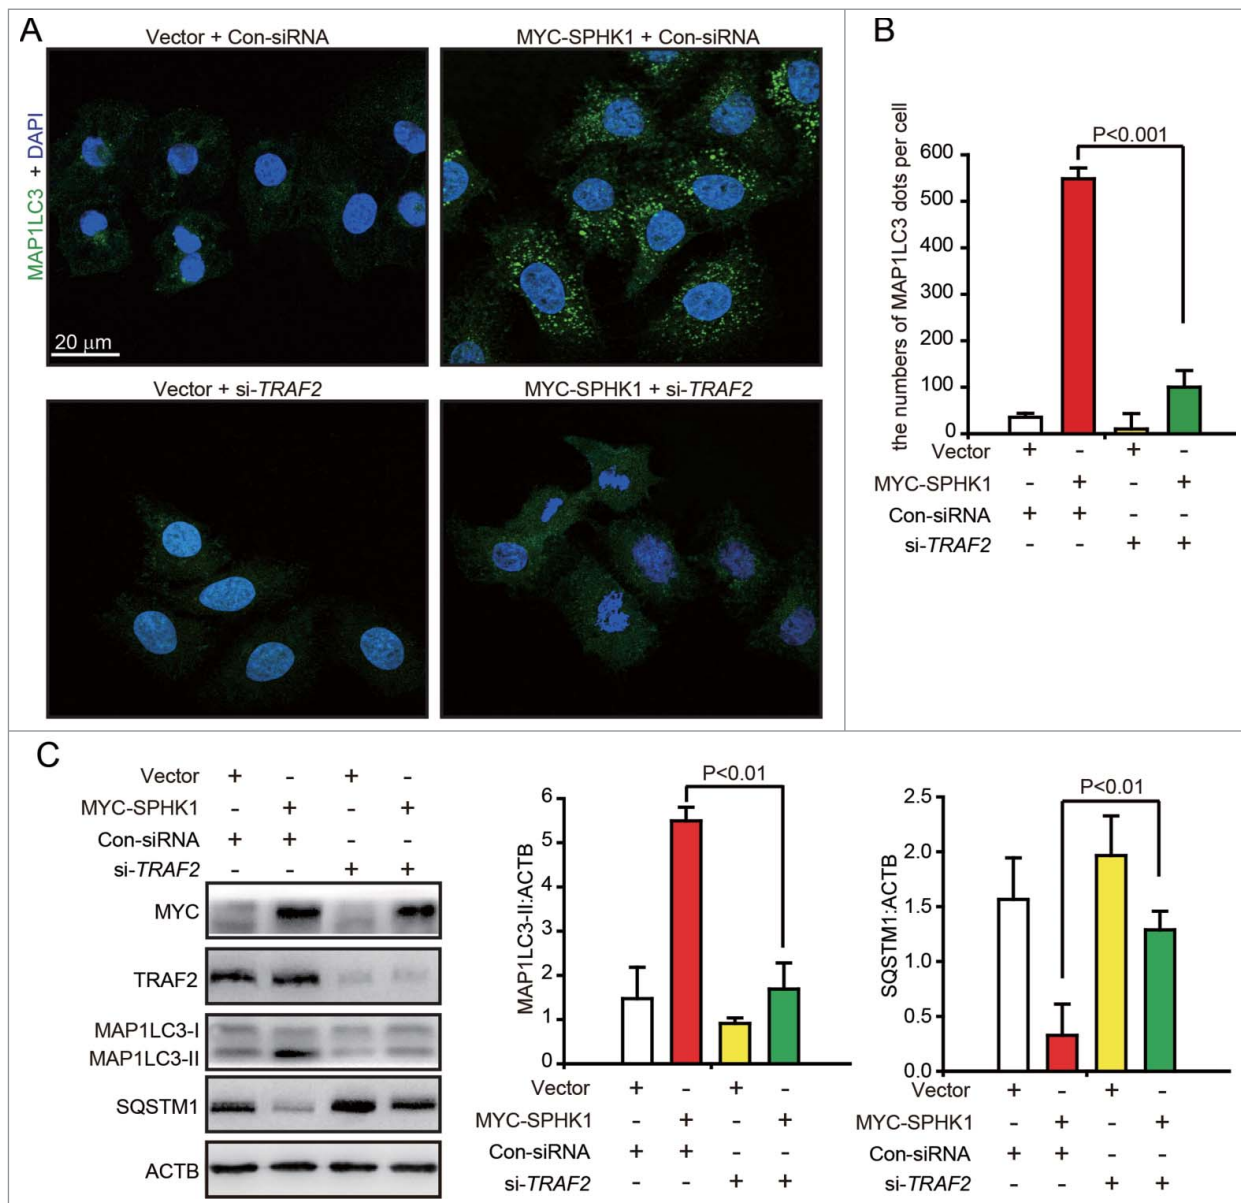 A
Vector + Con-siRNA
MYC-SPHK1 + Con-siRNA
MAP1LC3 + DAPI
20 μm
Vector + si-TRAF2
MYC-SPHK1 + si-TRAF2
B
P<0.001
the numbers of MAP1LC3 dots per cell
600
500
400
300
200
100
0
Vector + - + -
MYC-SPHK1 - + - +
Con-siRNA + + - -
si-TRAF2 - - + +
C
Vector + - + -
MYC-SPHK1 - + - +
Con-siRNA + + - -
si-TRAF2 - - + +
MYC
TRAF2
MAP1LC3-I
MAP1LC3-II
SQSTM1
ACTB
P<0.01
MAP1LC3-II:ACTB
6
5
4
3
2
1
0
Vector + - + -
MYC-SPHK1 - + - +
Con-siRNA + + - -
si-TRAF2 - - + +
P<0.01
SQSTM1:ACTB
2.5
2.0
1.5
1.0
0.5
0.0
Vector + - + -
MYC-SPHK1 - + - +
Con-siRNA + + - -
si-TRAF2 - - + +